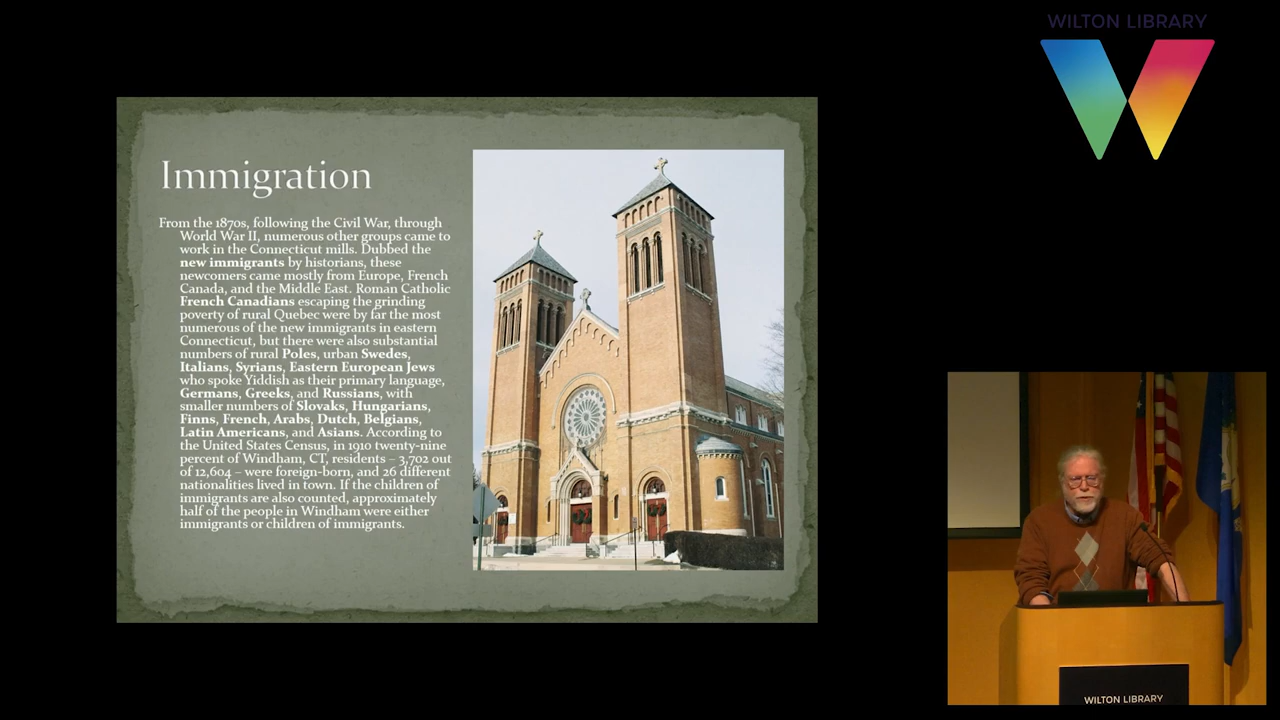 WILTON LIBRARY
Immigration
From the 1870s, following the Civil War, through
World War II, numerous other groups came to
work in the Connecticut mills. Dubbed the
new immigrants by historians, these
newcomers came mostly from Europe, French
Canada, and the Middle East. Roman Catholic
French Canadians escaping the grinding
poverty of rural Quebec were by far the most
numerous of the new immigrants in eastern
Connecticut, but there were also substantial
numbers of rural Poles, urban Swedes,
Italians, Syrians, Eastern European Jews
who spoke Yiddish as their primary language,
Germans, Greeks, and Russians, with
smaller numbers of Slovaks, Hungarians,
Finns, French, Arabs, Dutch, Belgians,
Latin Americans, and Asians. According to
the United States Census, in 1910 twenty-nine
percent of Windham, CT, residents – 3,702 out
of 12,604 – were foreign-born, and 26 different
nationalities lived in town. If the children of
immigrants are also counted, approximately
half of the people in Windham were either
immigrants or children of immigrants.
WILTON LIBRARY